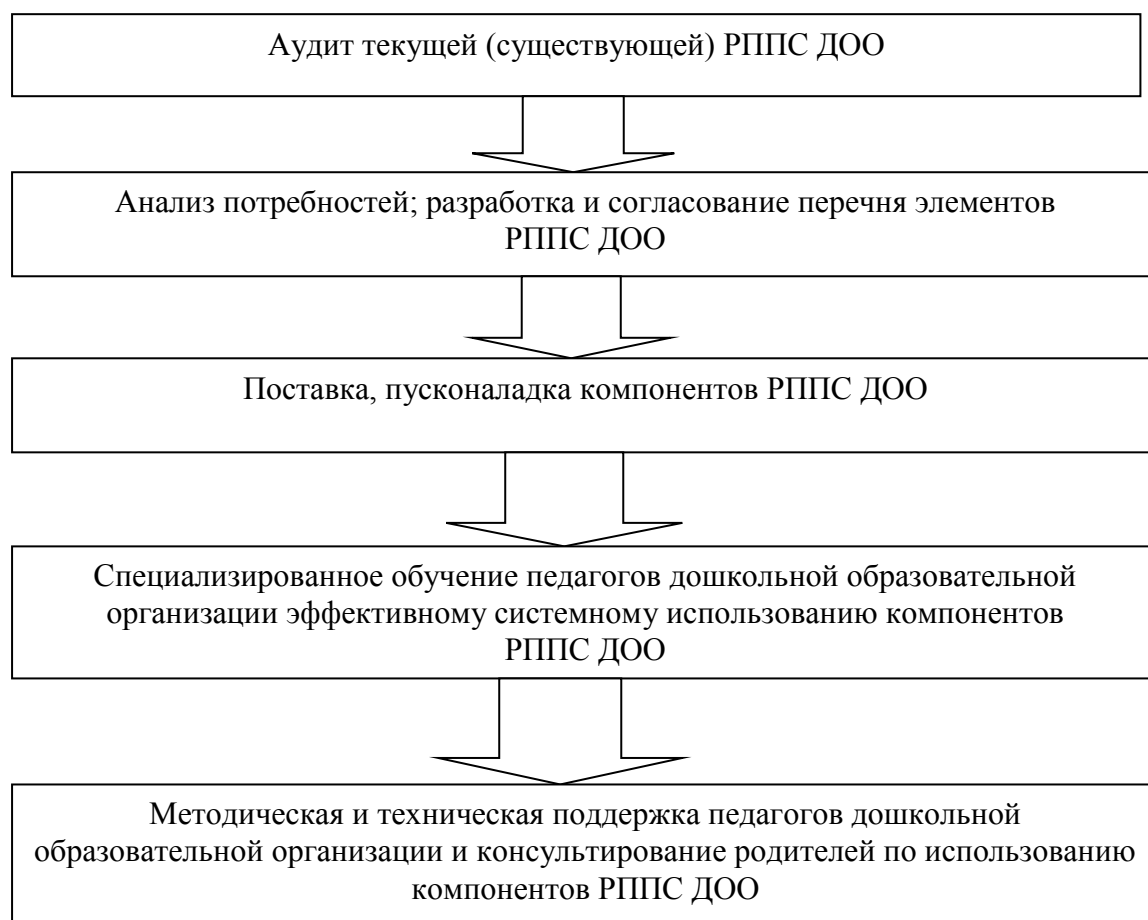 Аудит текущей (существующей) РППС ДОО
Анализ потребностей; разработка и согласование перечня элементов
РППС ДОО
Поставка, пусконаладка компонентов РППС ДОО
Специализированное обучение педагогов дошкольной образовательной
организации эффективному системному использованию компонентов
РППС ДОО
Методическая и техническая поддержка педагогов дошкольной
образовательной организации и консультирование родителей по использованию
компонентов РППС ДОО